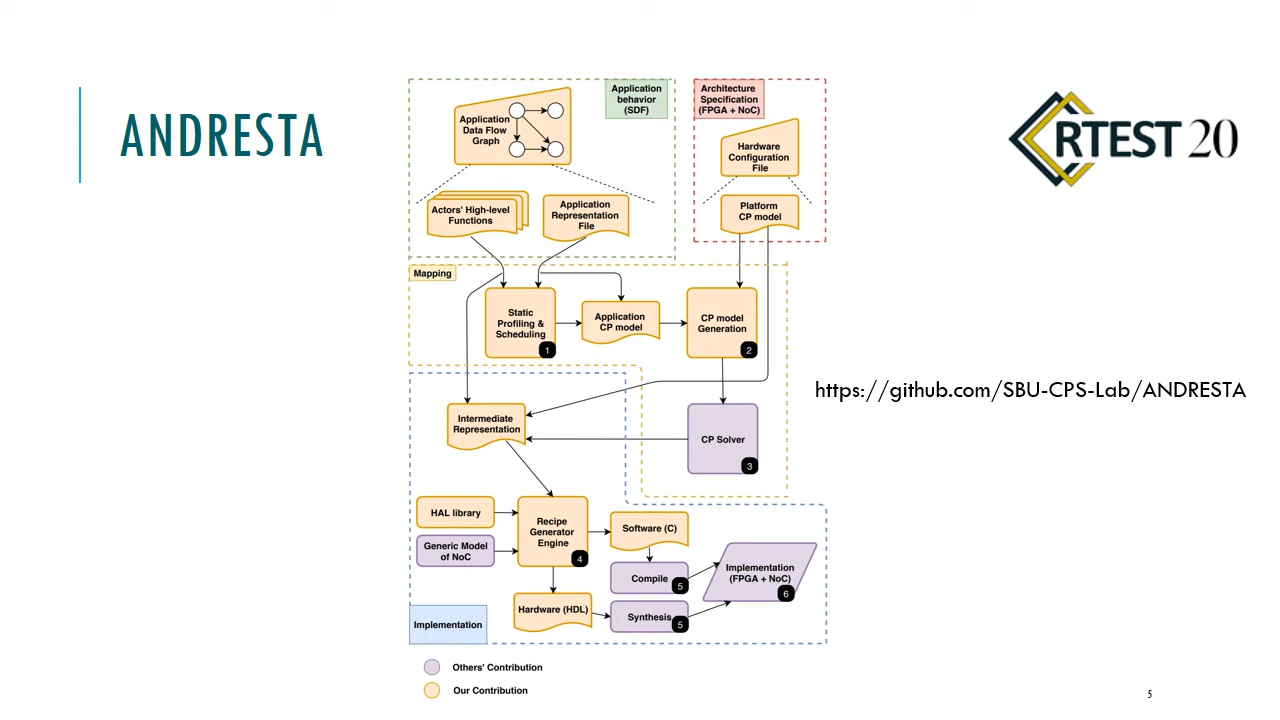 ANDRESTA
Application
behavior
(SDF)
Architecture
Specification
(FPGA + NoC)
RTEST 20
Application
Data Flow
Graph
Hardware
Configuration
File
Actors' High-level
Functions
Application
Representation
File
Platform
CP model
Mapping
Static
Profiling &
Scheduling
1
Application
CP model
CP model
Generation
2
https://github.com/SBU-CPS-Lab/ANDRESTA
Intermediate
Representation
CP Solver
3
HAL library
Generic Model
of NoC
Recipe
Generator
Engine
4
Software (C)
Compile
5
Implementation
(FPGA + NoC)
6
Hardware (HDL)
Synthesis
5
Implementation
Others' Contribution
Our Contribution
5